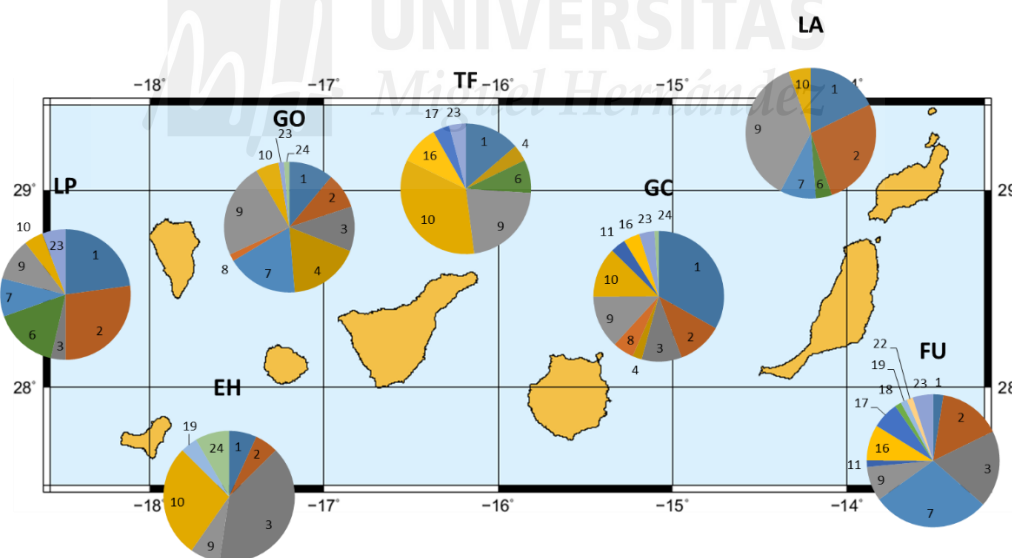 UNIVERSITAS
Miguel Hernández
LA
10 1 2 6 7 9
−18° −17° −16° −15° −14°
TF
17 23 1 4 6 9 10 16
GO
23 24 1 2 3 4 7 8 9 10
29° 29
LP
10 23 1 2 3 6 7 9
GC
11 16 23 24 1 2 3 4 8 9 10
28° 28
EH
19 24 1 2 3 9 10
FU
22 19 18 17 23 1 2 3 7 9 11 16
−18° −17° −16° −15° −14°